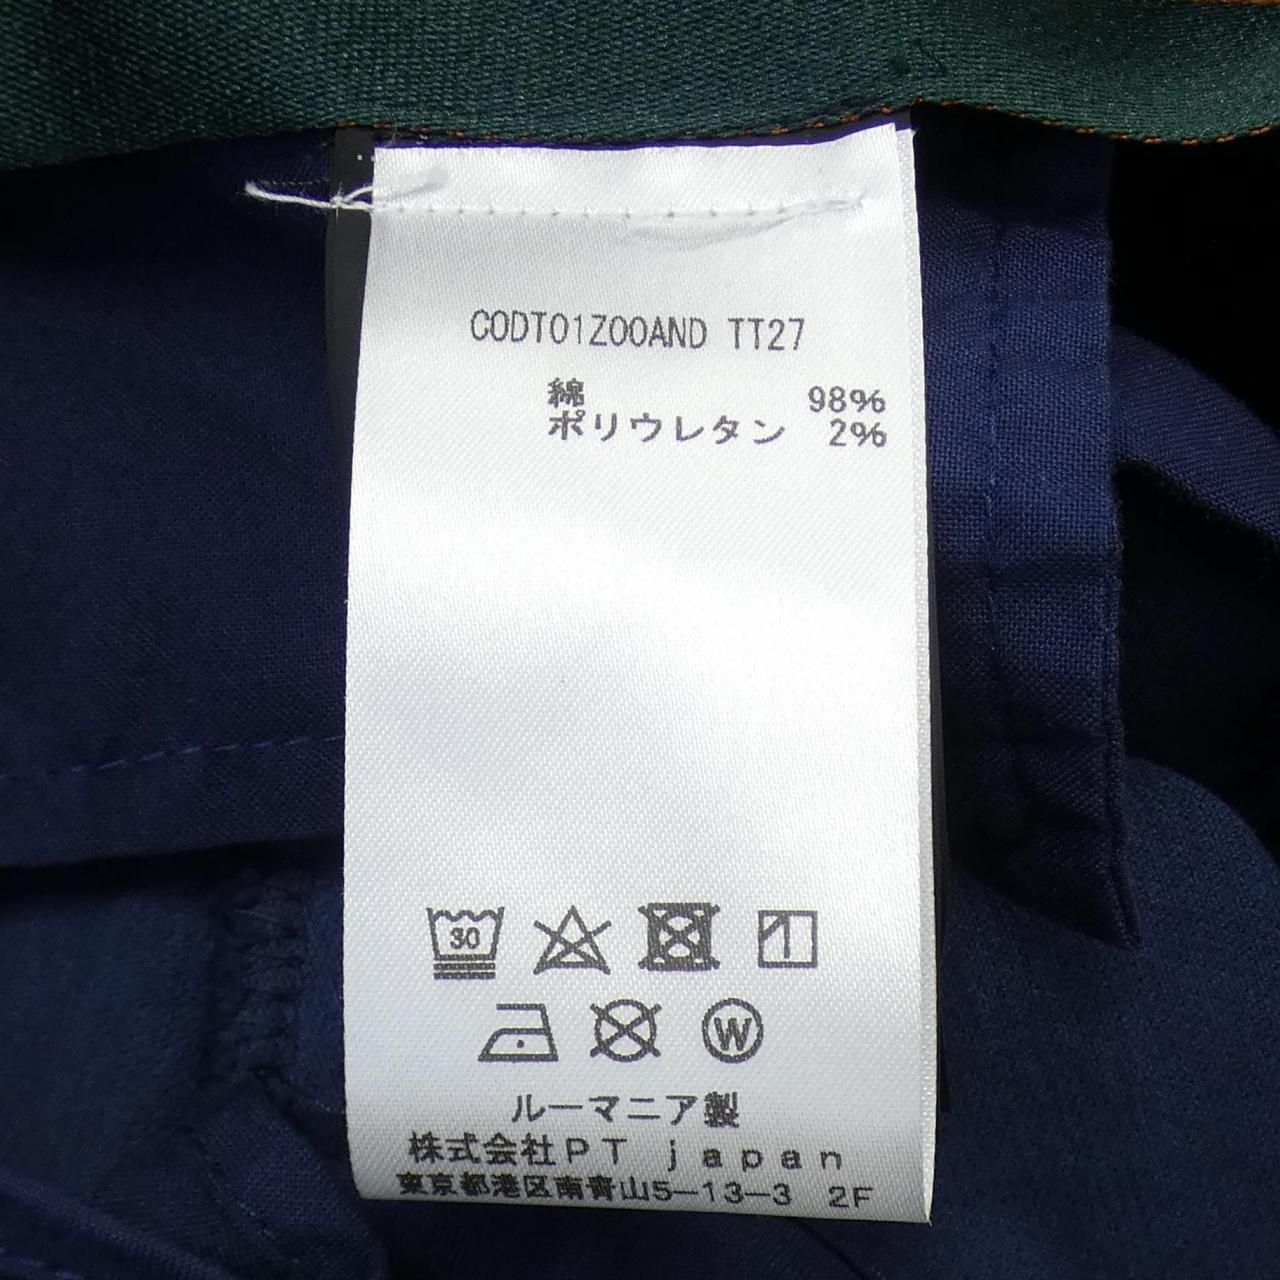 CODT01Z00AND TT27
綿 98%
ポリウレタン 2%
30
W
ルーマニア製
株式会社PT japan
東京都港区南青山5-13-3 2F